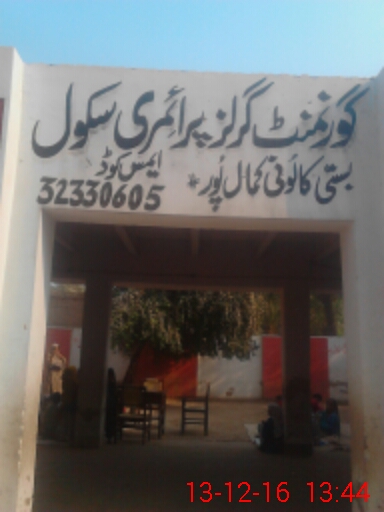 گورنمنٹ گرلز پرائمری سکول
بستی کالونی کمال پور * ایمس کوڈ
32330605
13-12-16 13:44